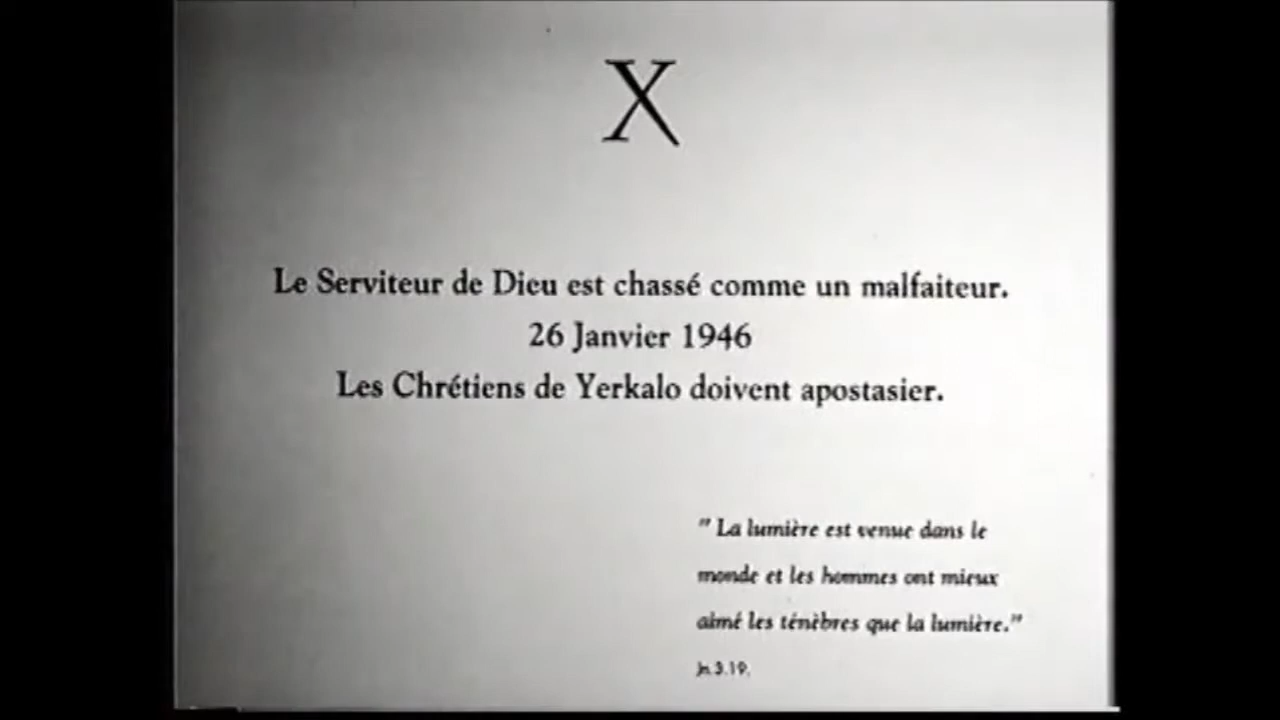 X
Le Serviteur de Dieu est chassé comme un malfaiteur.
26 Janvier 1946
Les Chrétiens de Yerkalo doivent apostasier.
" La lumière est venue dans le
monde et les hommes ont mieux
aimé les ténèbres que la lumière."
Jn 3.19.